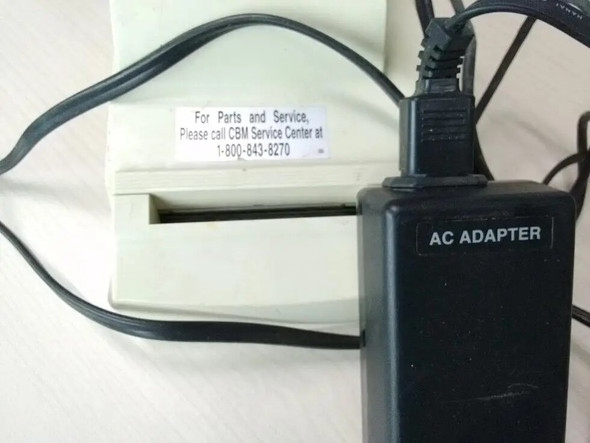 For Parts and Service,
Please call CBM Service Center at
1-800-843-8270
AC ADAPTER